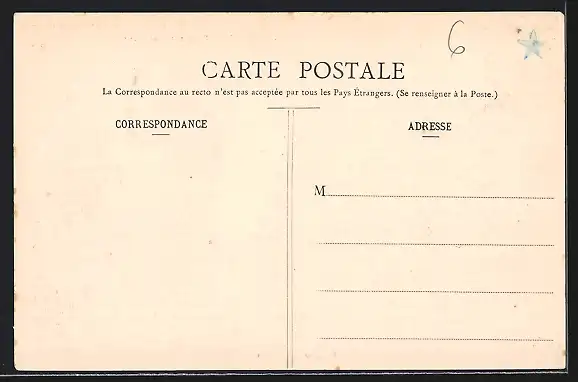 6
CARTE POSTALE
La Correspondance au recto n'est pas acceptée par tous les Pays Étrangers. (Se renseigner à la Poste.)
CORRESPONDANCE
ADRESSE
M